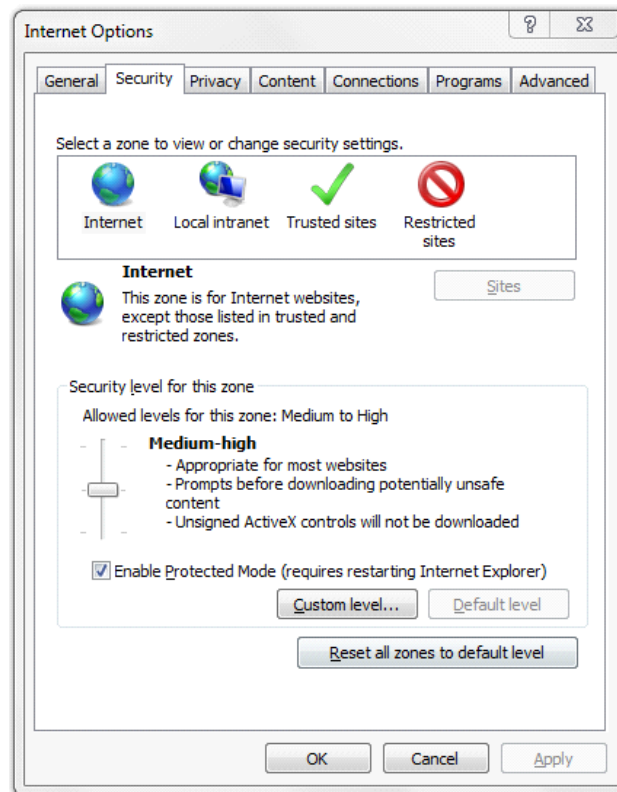 Internet Options
General Security Privacy Content Connections Programs Advanced
Select a zone to view or change security settings.
Internet Local intranet Trusted sites Restricted
sites
Internet
Sites
This zone is for Internet websites,
except those listed in trusted and
restricted zones.
Security level for this zone
Allowed levels for this zone: Medium to High
Medium-high
- Appropriate for most websites
- Prompts before downloading potentially unsafe
content
- Unsigned ActiveX controls will not be downloaded
Enable Protected Mode (requires restarting Internet Explorer)
Custom level... Default level
Reset all zones to default level
OK Cancel Apply